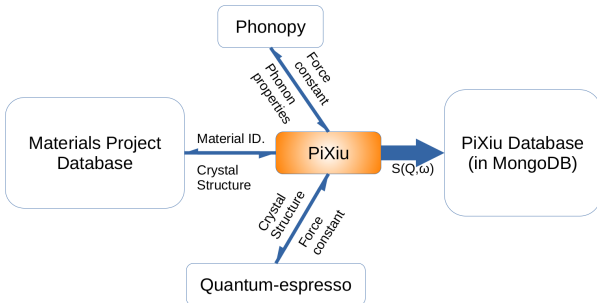 Phonopy
Force
constant
Phonon
properties
Materials Project
Database
Material ID.
Crystal
Structure
PiXiu
S(Q,ω)
PiXiu Database
(in MongoDB)
Crystal
Structure
Force
constant
Quantum-espresso